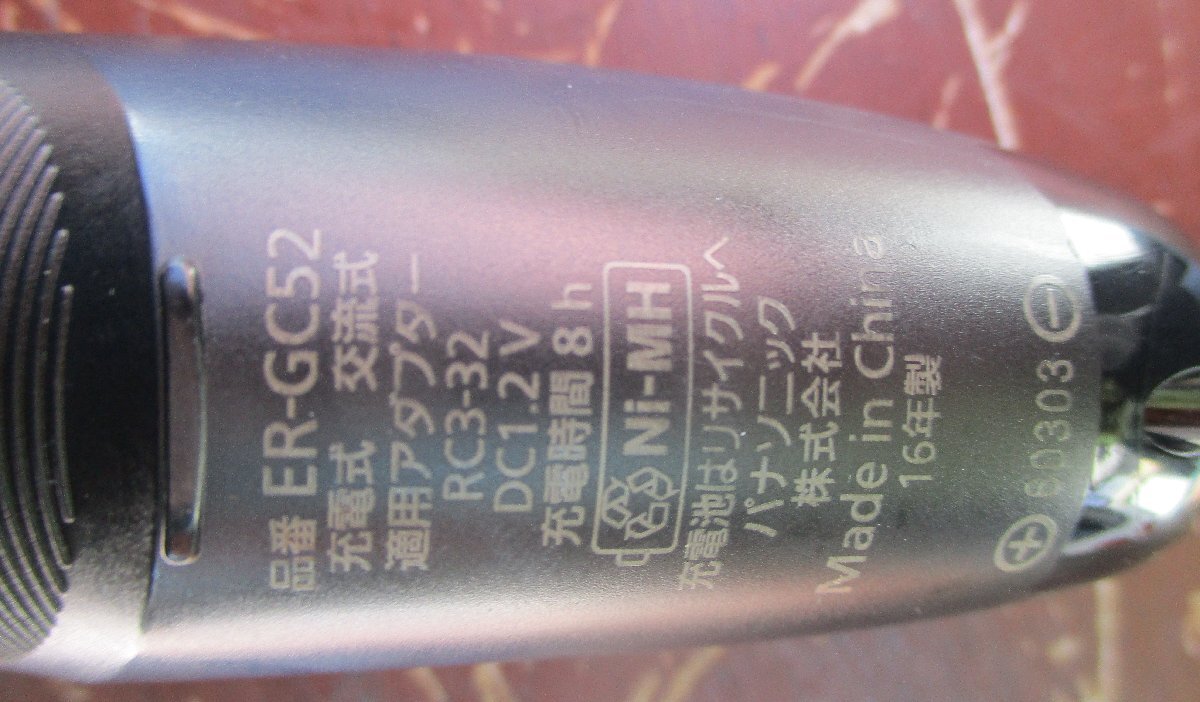 品番 ER-GC52
充電式 交流式
適用アダプター
RC3-32
DC1.2V
充電時間 8h
Ni-MH
充電池はリサイクルへ
パナソニック
株式会社
Made in China
16年製
60303